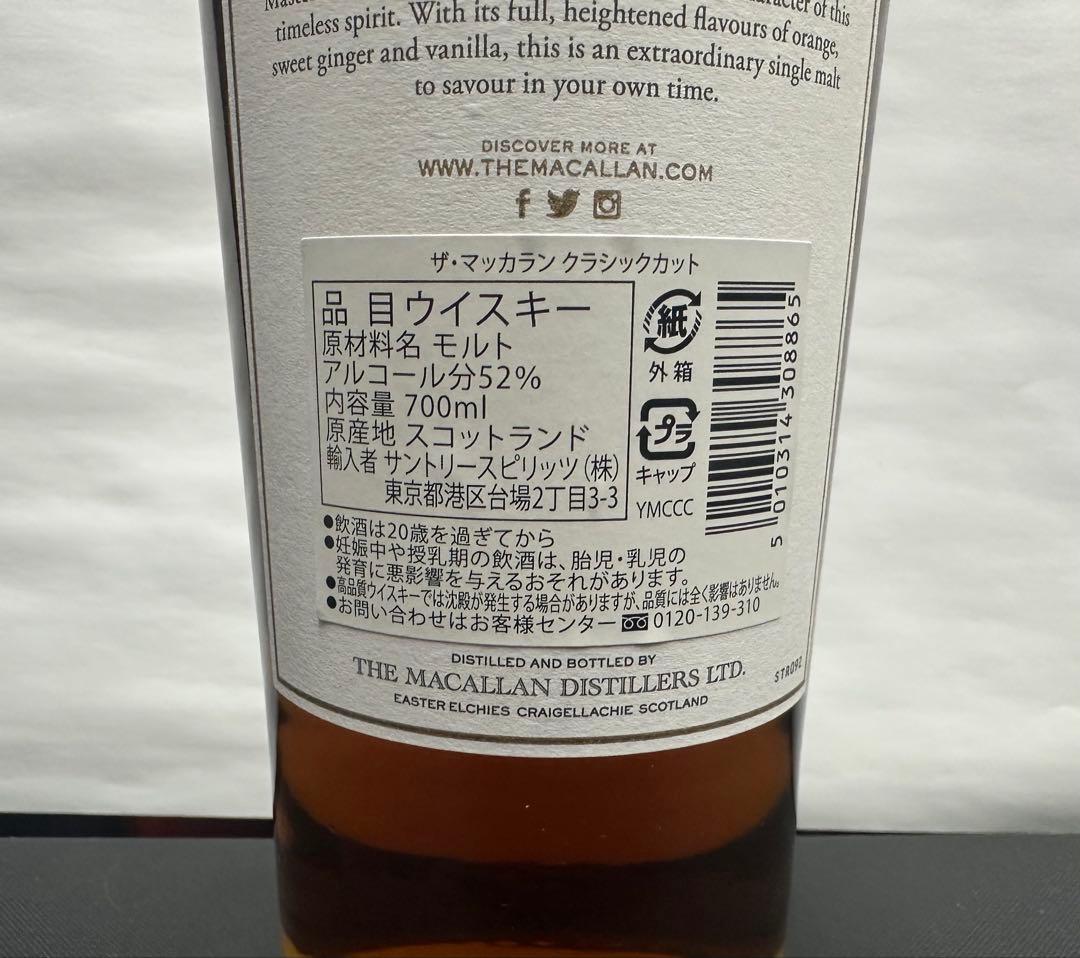 of this
timeless spirit. With its full, heightened flavours of orange,
sweet ginger and vanilla, this is an extraordinary single malt
to savour in your own time.
DISCOVER MORE AT
WWW.THEMACALLAN.COM
ザ・マッカラン クラシックカット
品 目ウイスキー
原材料名 モルト
アルコール分52%
内容量 700ml
原産地 スコットランド
輸入者 サントリースピリッツ(株)
東京都港区台場2丁目3-3
紙
外箱
プラ
キャップ
YMCCC
5 010314 308865
●飲酒は20歳を過ぎてから
●妊娠中や授乳期の飲酒は、胎児・乳児の
発育に悪影響を与えるおそれがあります。
●高品質ウイスキーでは沈殿が発生する場合がありますが、品質には全く影響はありません。
●お問い合わせはお客様センター 0120-139-310
DISTILLED AND BOTTLED BY
THE MACALLAN DISTILLERS LTD.
EASTER ELCHIES CRAIGELLACHIE SCOTLAND
STR092